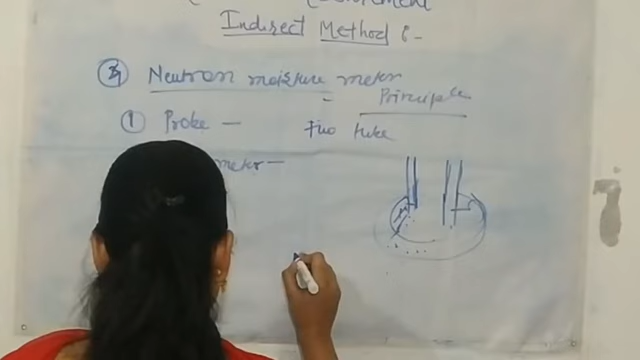 Indirect Method :-
③ Neutron moisture meter
Principle
① Probe — Two tube
meter —